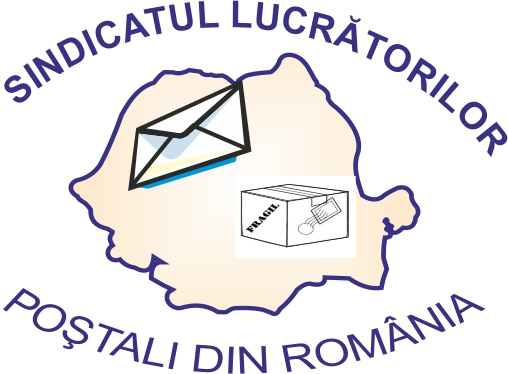 SINDICATUL LUCRĂTORILOR
FRAGIL
POŞTALI DIN ROMÂNIA